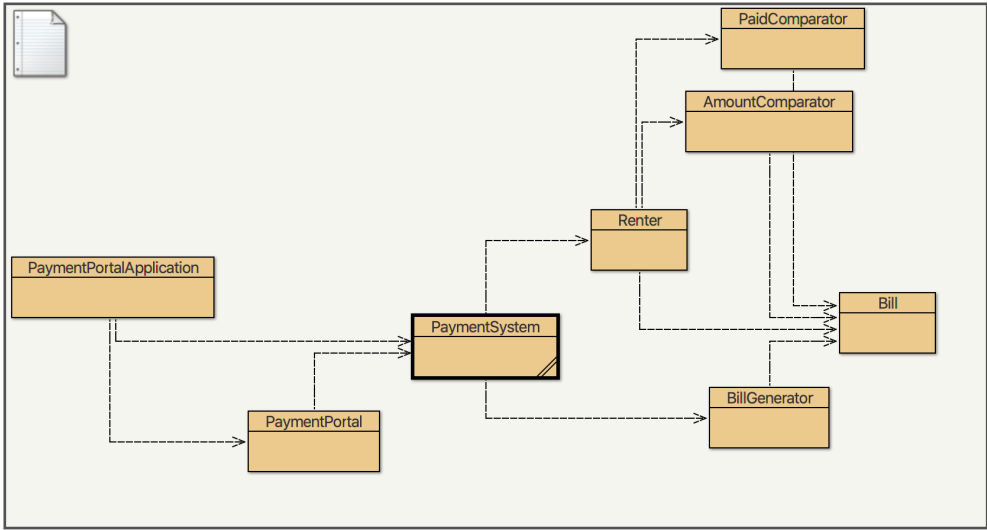 PaidComparator
AmountComparator
Renter
PaymentPortalApplication
Bill
PaymentSystem
BillGenerator
PaymentPortal